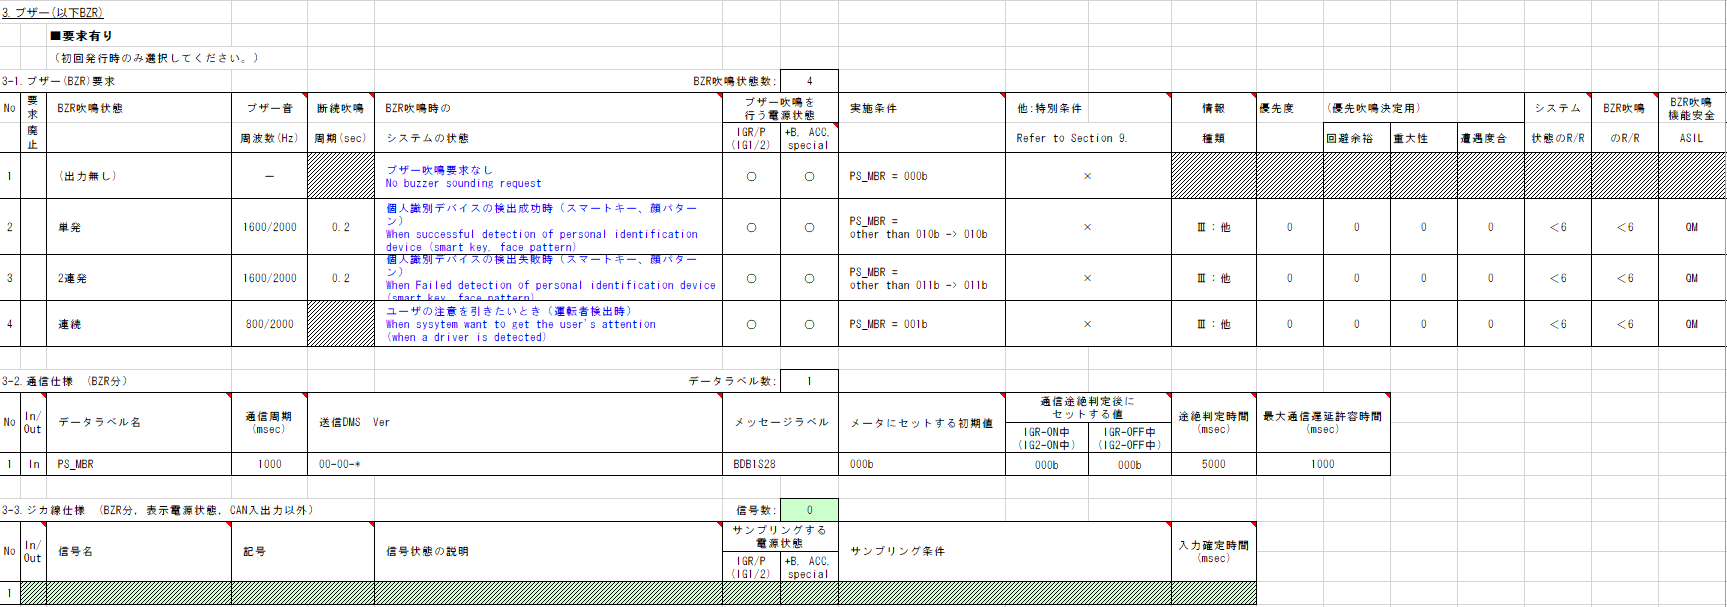 3. ブザー(以下BZR)
■要求有り
(初回発行時のみ選択してください。)
3-1. ブザー(BZR)要求 BZR吹鳴状態数: 4
No 要求廃止 BZR吹鳴状態 ブザー音 周波数(Hz) 断続吹鳴 周期(sec) BZR吹鳴時の システムの状態 ブザー吹鳴を行う電源状態 IGR/P (IG1/2) +B, ACC, special 実施条件 他:特別条件 Refer to Section 9. 情報 種類 優先度 (優先吹鳴決定用) 回避余裕 重大性 遭遇度合 システム 状態のR/R BZR吹鳴 のR/R BZR吹鳴 機能安全 ASIL
1 (出力無し) － ブザー吹鳴要求なし
No buzzer sounding request ○ ○ PS_MBR = 000b ×
2 単発 1600/2000 0.2 個人識別デバイスの検出成功時(スマートキー、顔パターン)
When successful detection of personal identification
device (smart key, face pattern) ○ ○ PS_MBR =
other than 010b -> 010b × Ⅲ：他 0 0 0 0 ＜6 ＜6 QM
3 2連発 1600/2000 0.2 個人識別デバイスの検出失敗時(スマートキー、顔パターン)
When Failed detection of personal identification device
(smart key, face pattern) ○ ○ PS_MBR =
other than 011b -> 011b × Ⅲ：他 0 0 0 0 ＜6 ＜6 QM
4 連続 800/2000 ユーザの注意を引きたいとき(運転者検出時)
When sysytem want to get the user's attention
(when a driver is detected) ○ ○ PS_MBR = 001b × Ⅲ：他 0 0 0 0 ＜6 ＜6 QM
3-2. 通信仕様 (BZR分) データラベル数: 1
No In/Out データラベル名 通信周期 (msec) 送信DMS Ver メッセージラベル メータにセットする初期値 通信途絶判定後にセットする値 IGR-ON中 (IG2-ON中) IGR-OFF中 (IG2-OFF中) 途絶判定時間 (msec) 最大通信遅延許容時間 (msec)
1 In PS_MBR 1000 00-00-* BDB1S28 000b 000b 000b 5000 1000
3-3. ジカ線仕様 (BZR分, 表示電源状態, CAN入出力以外) 信号数: 0
No In/Out 信号名 記号 信号状態の説明 サンプリングする電源状態 IGR/P (IG1/2) +B, ACC, special サンプリング条件 入力確定時間 (msec)
1